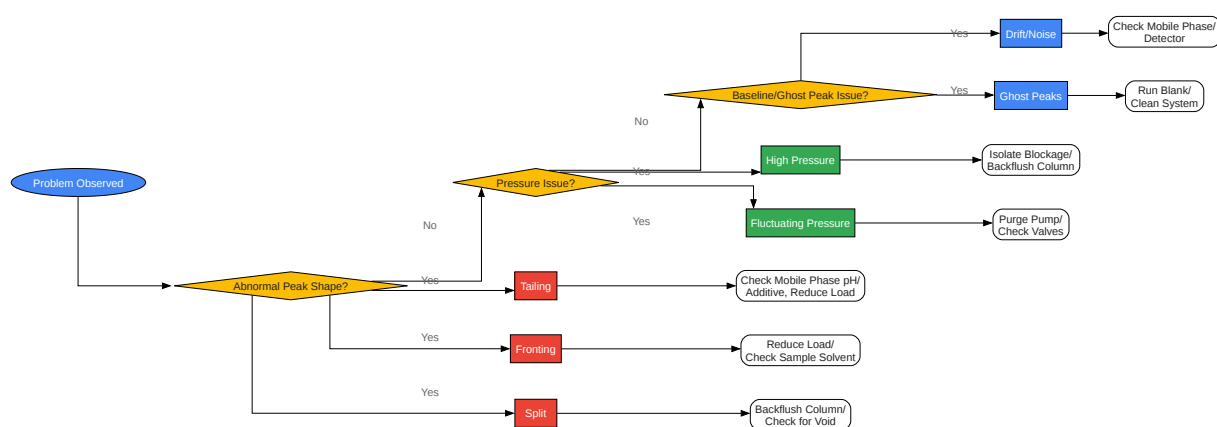 Yes
Drift/Noise
Check Mobile Phase/
Detector
Baseline/Ghost Peak Issue?
Yes
Ghost Peaks
Run Blank/
Clean System
No
High Pressure
Isolate Blockage/
Backflush Column
Problem Observed
Pressure Issue?
Yes
Yes
Fluctuating Pressure
Purge Pump/
Check Valves
No
Abnormal Peak Shape?
Yes
Tailing
Check Mobile Phase pH/
Additive, Reduce Load
Yes
Fronting
Reduce Load/
Check Sample Solvent
Yes
Split
Backflush Column/
Check for Void